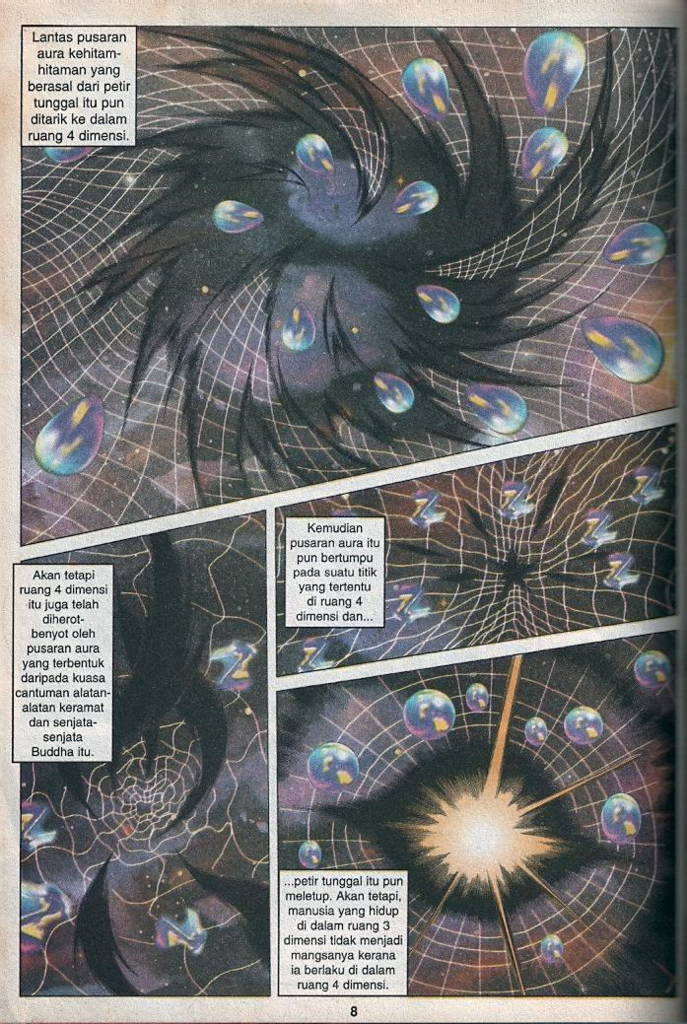 Lantas pusaran
aura kehitam-
hitaman yang
berasal dari petir
tunggal itu pun
ditarik ke dalam
ruang 4 dimensi.
Akan tetapi
ruang 4 dimensi
itu juga telah
diherot-
benyot oleh
pusaran aura
yang terbentuk
daripada kuasa
cantuman alatan-
alatan keramat
dan senjata-
senjata
Buddha itu.
Kemudian
pusaran aura itu
pun bertumpu
pada suatu titik
yang tertentu
di ruang 4
dimensi dan...
...petir tunggal itu pun
meletup. Akan tetapi,
manusia yang hidup
di dalam ruang 3
dimensi tidak menjadi
mangsanya kerana
ia berlaku di dalam
ruang 4 dimensi.
8